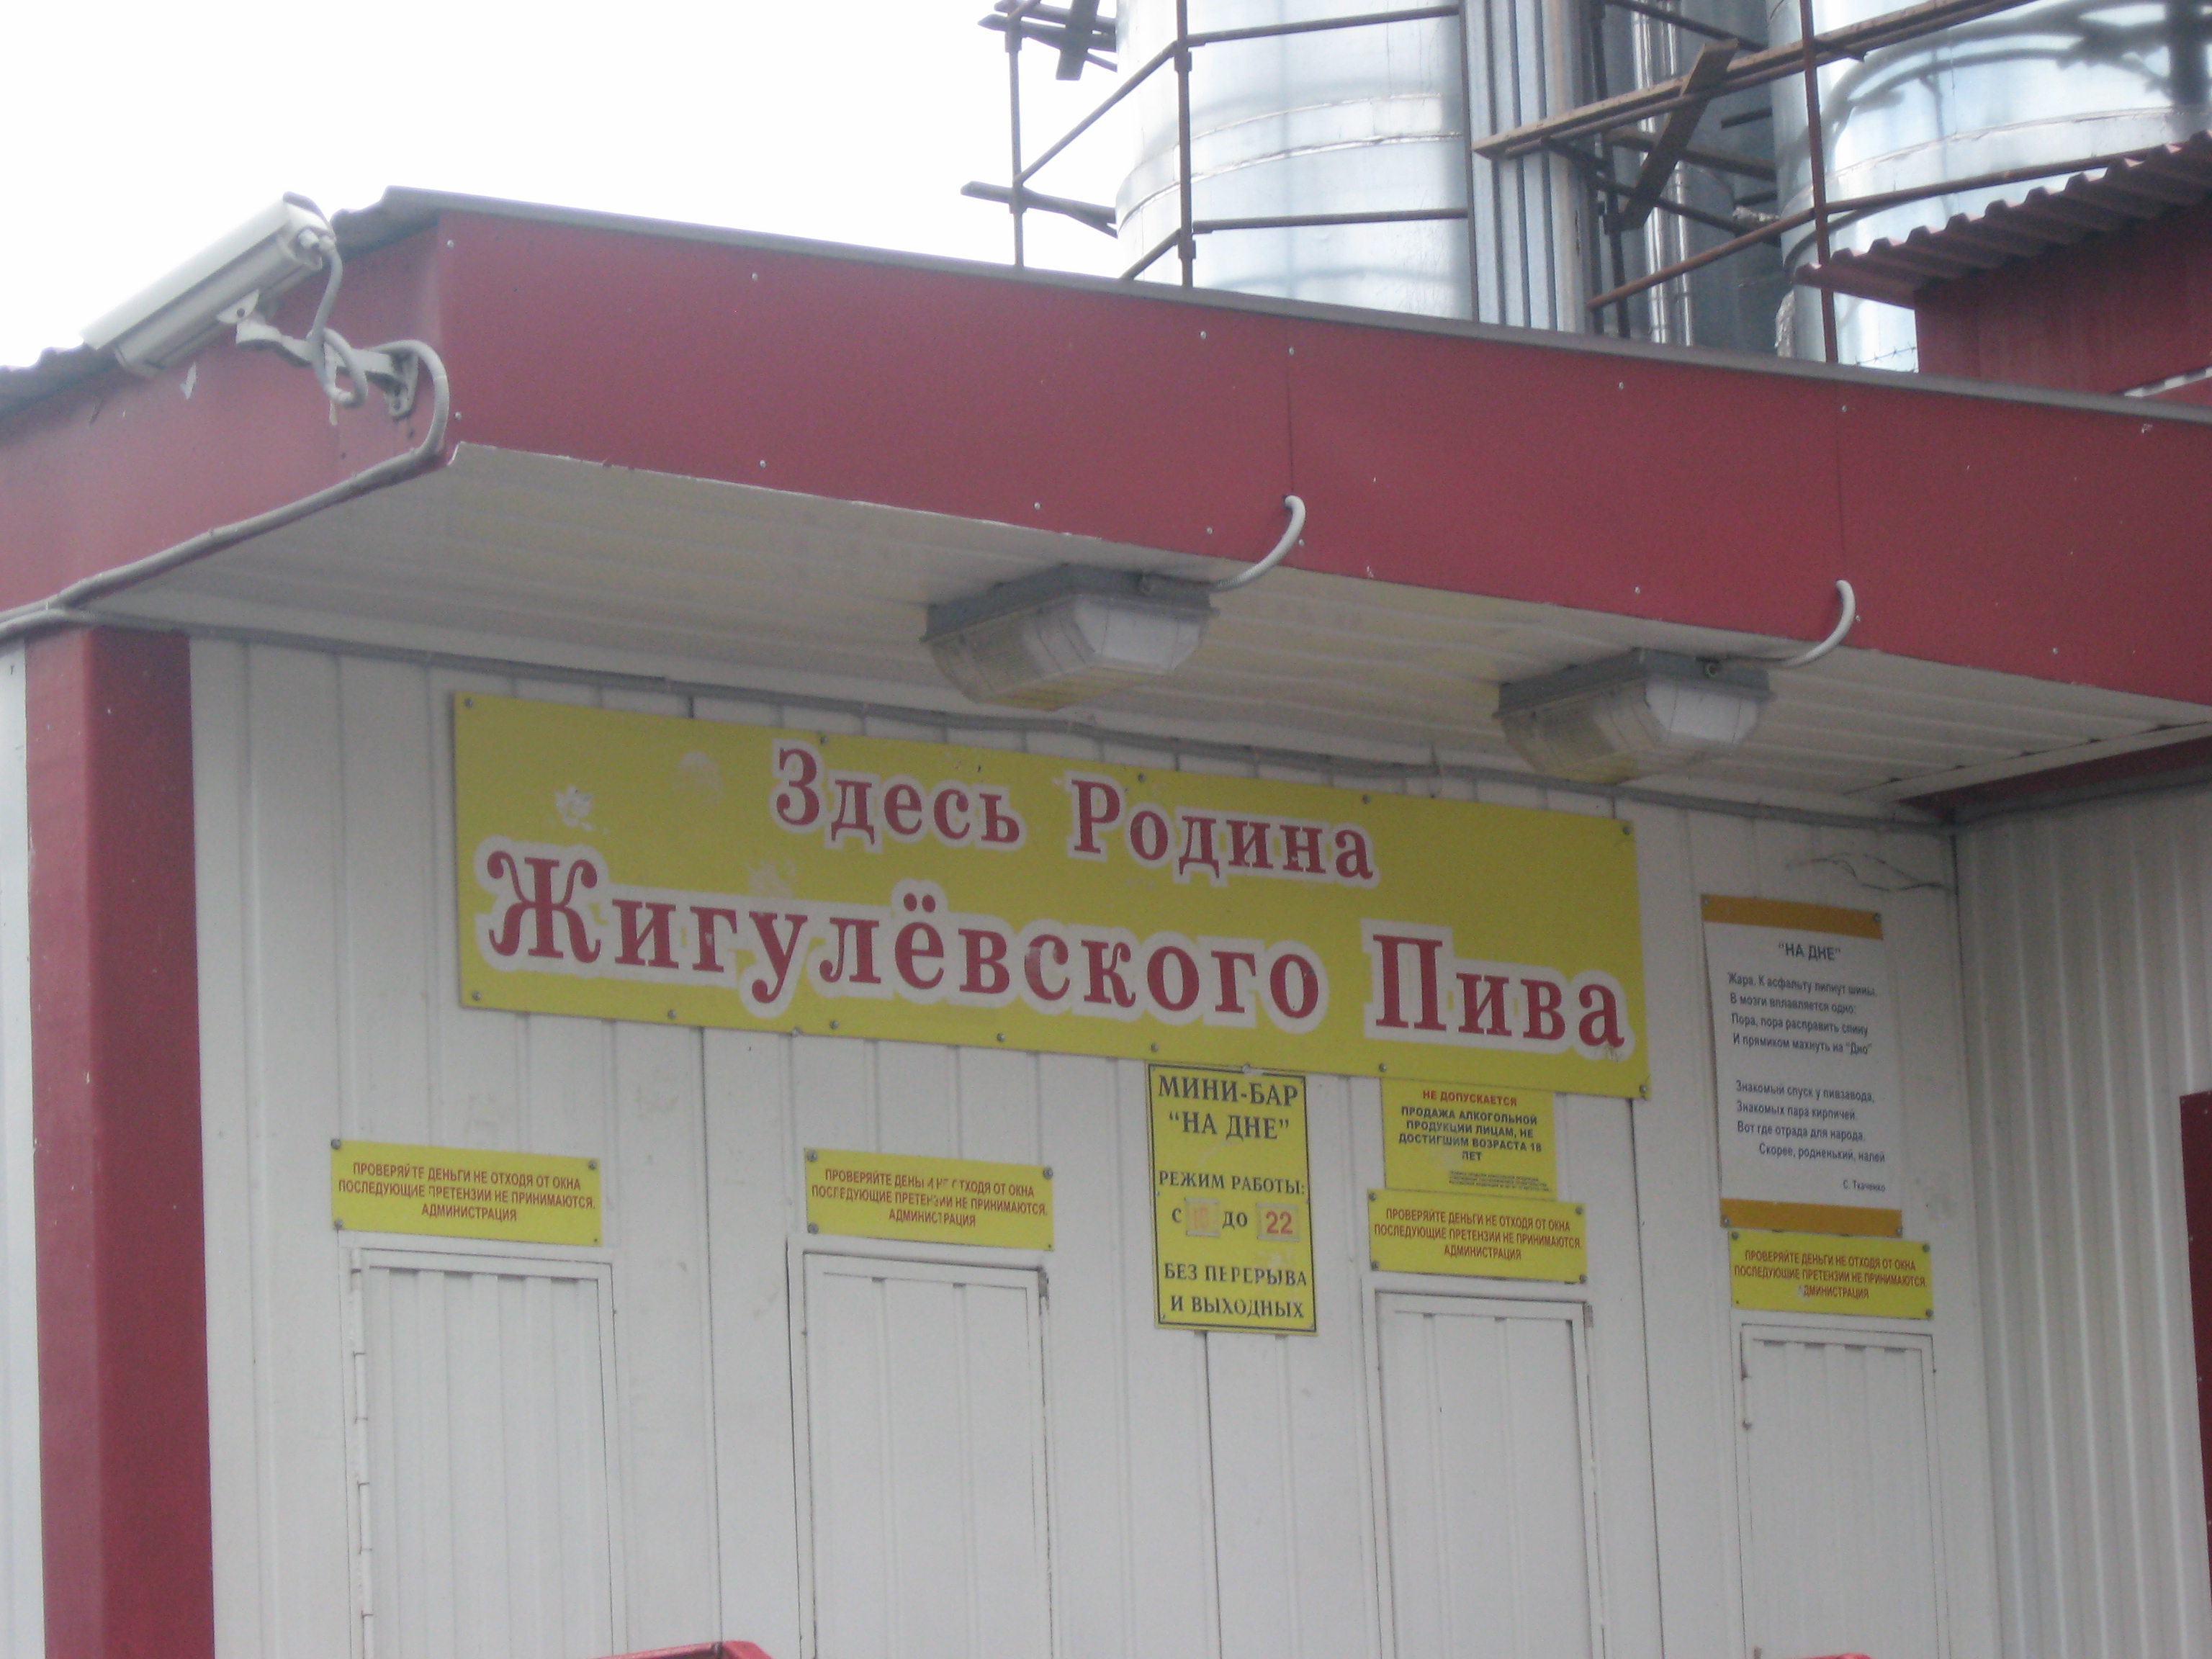 Здесь Родина
Жигулёвского Пива
ПРОВЕРЯЙТЕ ДЕНЬГИ НЕ ОТХОДЯ ОТ ОКНА
ПОСЛЕДУЮЩИЕ ПРЕТЕНЗИИ НЕ ПРИНИМАЮТСЯ.
АДМИНИСТРАЦИЯ
ПРОВЕРЯЙТЕ ДЕНЬГИ НЕ ОТХОДЯ ОТ ОКНА
ПОСЛЕДУЮЩИЕ ПРЕТЕНЗИИ НЕ ПРИНИМАЮТСЯ.
АДМИНИСТРАЦИЯ
МИНИ-БАР
"НА ДНЕ"
РЕЖИМ РАБОТЫ:
С 10 ДО 22
БЕЗ ПЕРЕРЫВА
И ВЫХОДНЫХ
НЕ ДОПУСКАЕТСЯ
ПРОДАЖА АЛКОГОЛЬНОЙ
ПРОДУКЦИИ ЛИЦАМ, НЕ
ДОСТИГШИМ ВОЗРАСТА 18
ЛЕТ
ПРОВЕРЯЙТЕ ДЕНЬГИ НЕ ОТХОДЯ ОТ ОКНА
ПОСЛЕДУЮЩИЕ ПРЕТЕНЗИИ НЕ ПРИНИМАЮТСЯ.
АДМИНИСТРАЦИЯ
"НА ДНЕ"
Жара. К асфальту липнут шины.
В мозги вплавляется одно:
Пора, пора расправить спину
И прямиком махнуть на "Дно"
Знакомый спуск у пивзавода,
Знакомых пара кирпичей.
Вот где отрада для народа.
Скорее, родненький, налей
С. Ткаченко
ПРОВЕРЯЙТЕ ДЕНЬГИ НЕ ОТХОДЯ ОТ ОКНА
ПОСЛЕДУЮЩИЕ ПРЕТЕНЗИИ НЕ ПРИНИМАЮТСЯ.
АДМИНИСТРАЦИЯ